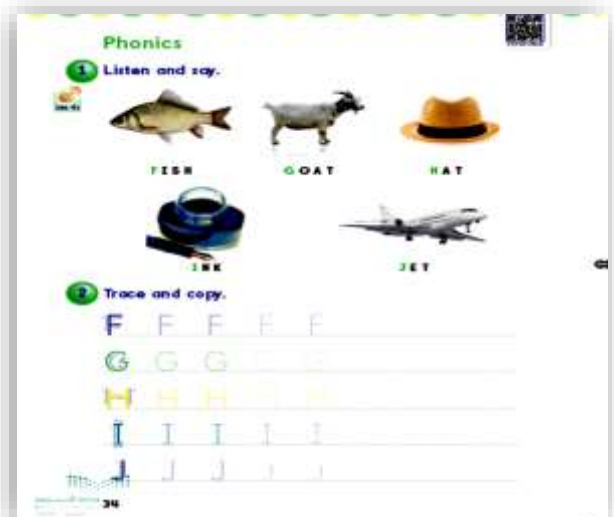 Phonics
1 Listen and say.
FISH GOAT HAT
INK JET
2 Trace and copy.
F F F F F
G G G G G
H H H H H
I I I I I
J J J J J
34